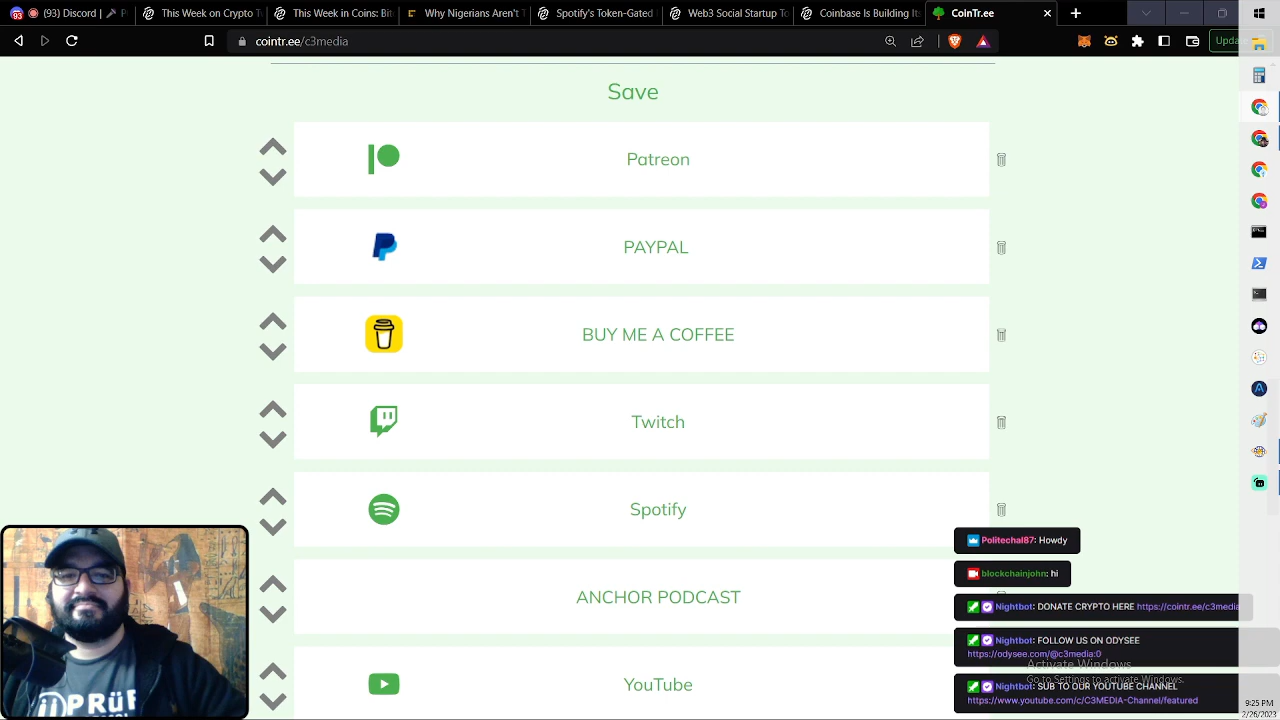 (93) Discord |
This Week on Crypto T
This Week in Coins: Bit
Why Nigerians Aren't T
Spotify's Token-Gated
Web3 Social Startup To
Coinbase Is Building Its
CoinTr.ee
cointr.ee/c3media
Upda
Save
Patreon
PAYPAL
BUY ME A COFFEE
Twitch
Spotify
ANCHOR PODCAST
YouTube
Politechal87: Howdy
blockchainjohn: hi
Nightbot: DONATE CRYPTO HERE https://cointr.ee/c3media
Nightbot: FOLLOW US ON ODYSEE
https://odysee.com/@c3media:0
Activate Windows
Go to Settings to activate Windows.
Nightbot: SUB TO OUR YOUTUBE CHANNEL
https://www.youtube.com/c/C3MEDIA-Channel/featured
9:25 PM
2/26/2023